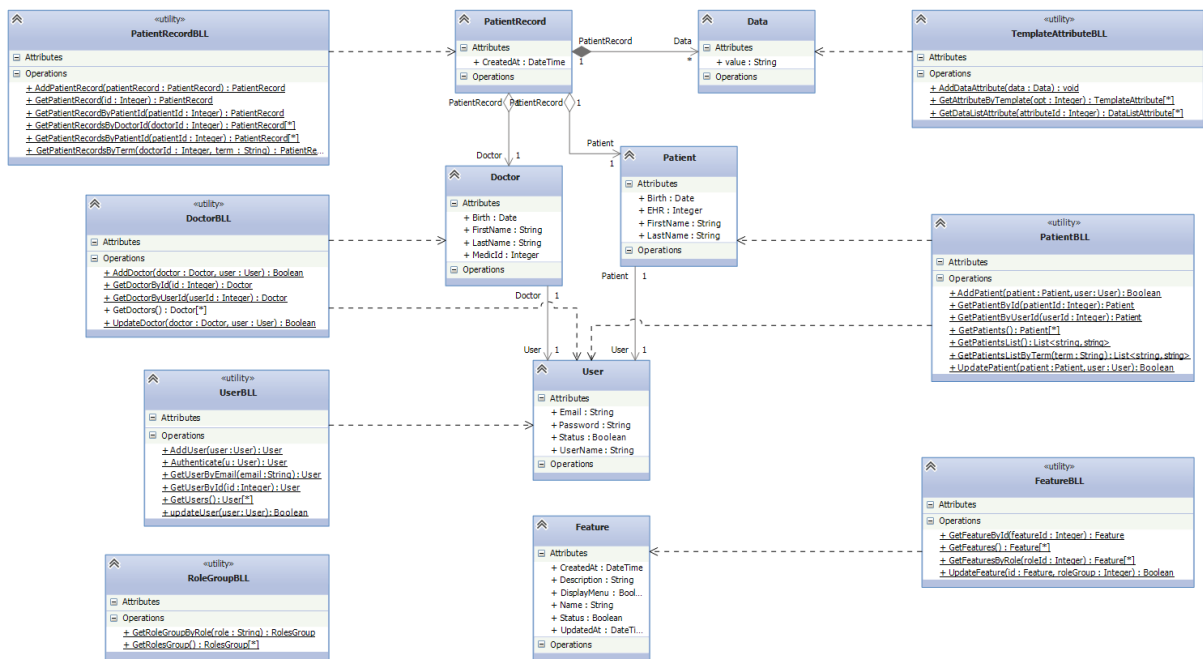 «utility»
PatientRecordBLL
Attributes
Operations
+ AddPatientRecord(patientRecord : PatientRecord) : PatientRecord
+ GetPatientRecord(id : Integer) : PatientRecord
+ GetPatientRecordByPatientId(patientId : Integer) : PatientRecord
+ GetPatientRecordsByDoctorId(doctorId : Integer) : PatientRecord[*]
+ GetPatientRecordsByPatientId(patientId : Integer) : PatientRecord[*]
+ GetPatientRecordsByTerm(doctorId : Integer, term : String) : PatientRe...
PatientRecord
Attributes
+ CreatedAt : DateTime
Operations
PatientRecord
1
Data
*
Data
Attributes
+ value : String
Operations
«utility»
TemplateAttributeBLL
Attributes
Operations
+ AddDataAttribute(data : Data) : void
+ GetAttributeByTemplate(opt : Integer) : TemplateAttribute[*]
+ GetDataListAttribute(attributeId : Integer) : DataListAttribute[*]
PatientRecord
PatientRecord
1
Doctor
1
Patient
1
Doctor
Attributes
+ Birth : Date
+ FirstName : String
+ LastName : String
+ MedicId : Integer
Operations
Patient
Attributes
+ Birth : Date
+ EHR : Integer
+ FirstName : String
+ LastName : String
Operations
«utility»
DoctorBLL
Attributes
Operations
+ AddDoctor(doctor : Doctor, user : User) : Boolean
+ GetDoctorById(id : Integer) : Doctor
+ GetDoctorByUserId(userId : Integer) : Doctor
+ GetDoctors() : Doctor[*]
+ UpdateDoctor(doctor : Doctor, user : User) : Boolean
«utility»
PatientBLL
Attributes
Operations
+ AddPatient(patient : Patient, user : User) : Boolean
+ GetPatientById(patientId : Integer) : Patient
+ GetPatientByUserId(userId : Integer) : Patient
+ GetPatients() : Patient[*]
+ GetPatientsList() : List<string, string>
+ GetPatientsListByTerm(term : String) : List<string, string>
+ UpdatePatient(patient : Patient, user : User) : Boolean
Doctor
1
Patient
1
User
1
User
1
User
Attributes
+ Email : String
+ Password : String
+ Status : Boolean
+ UserName : String
Operations
«utility»
UserBLL
Attributes
Operations
+ AddUser(user : User) : User
+ Authenticate(u : User) : User
+ GetUserByEmail(email : String) : User
+ GetUserById(id : Integer) : User
+ GetUsers() : User[*]
+ updateUser(user : User) : Boolean
«utility»
FeatureBLL
Attributes
Operations
+ GetFeatureById(featureId : Integer) : Feature
+ GetFeatures() : Feature[*]
+ GetFeaturesByRole(roleId : Integer) : Feature[*]
+ UpdateFeature(id : Feature, roleGroup : Integer) : Boolean
Feature
Attributes
+ CreatedAt : DateTime
+ Description : String
+ DisplayMenu : Bool...
+ Name : String
+ Status : Boolean
+ UpdatedAt : DateTi...
Operations
«utility»
RoleGroupBLL
Attributes
Operations
+ GetRoleGroupByRole(role : String) : RolesGroup
+ GetRolesGroup() : RolesGroup[*]